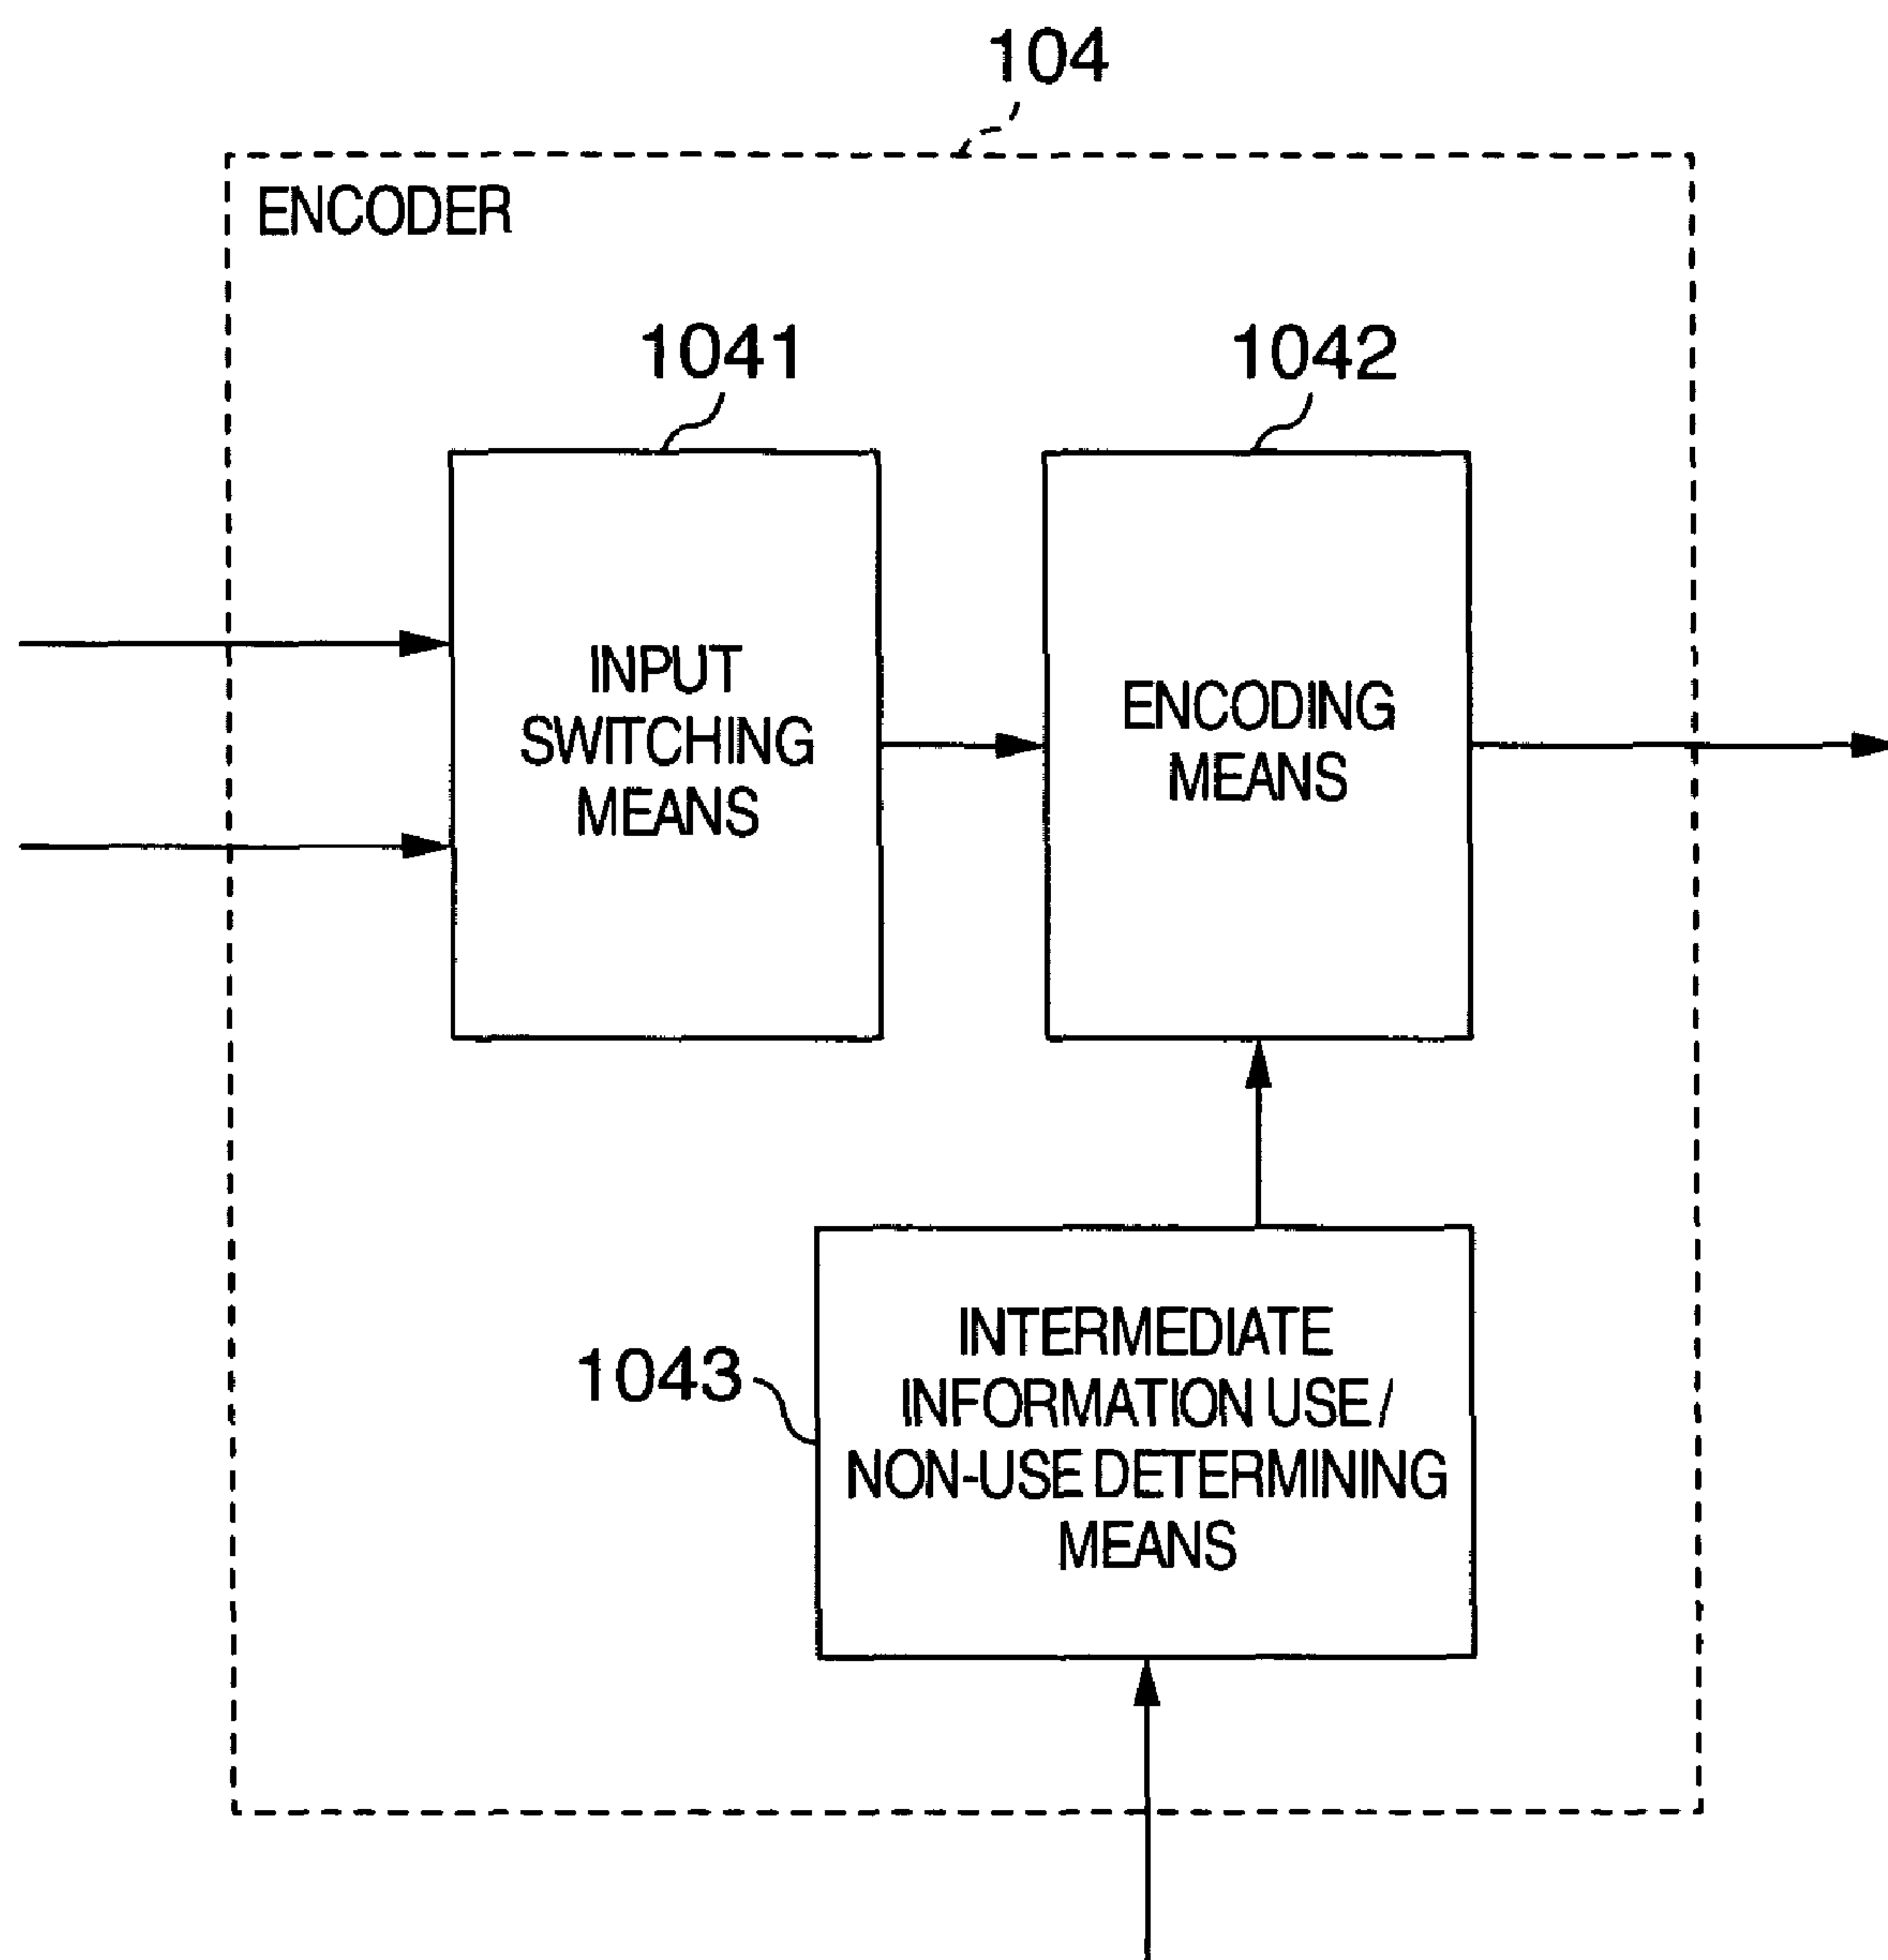 104
ENCODER
1041
1042
INPUT
SWITCHING
MEANS
ENCODING
MEANS
1043
INTERMEDIATE
INFORMATION USE /
NON-USE DETERMINING
MEANS